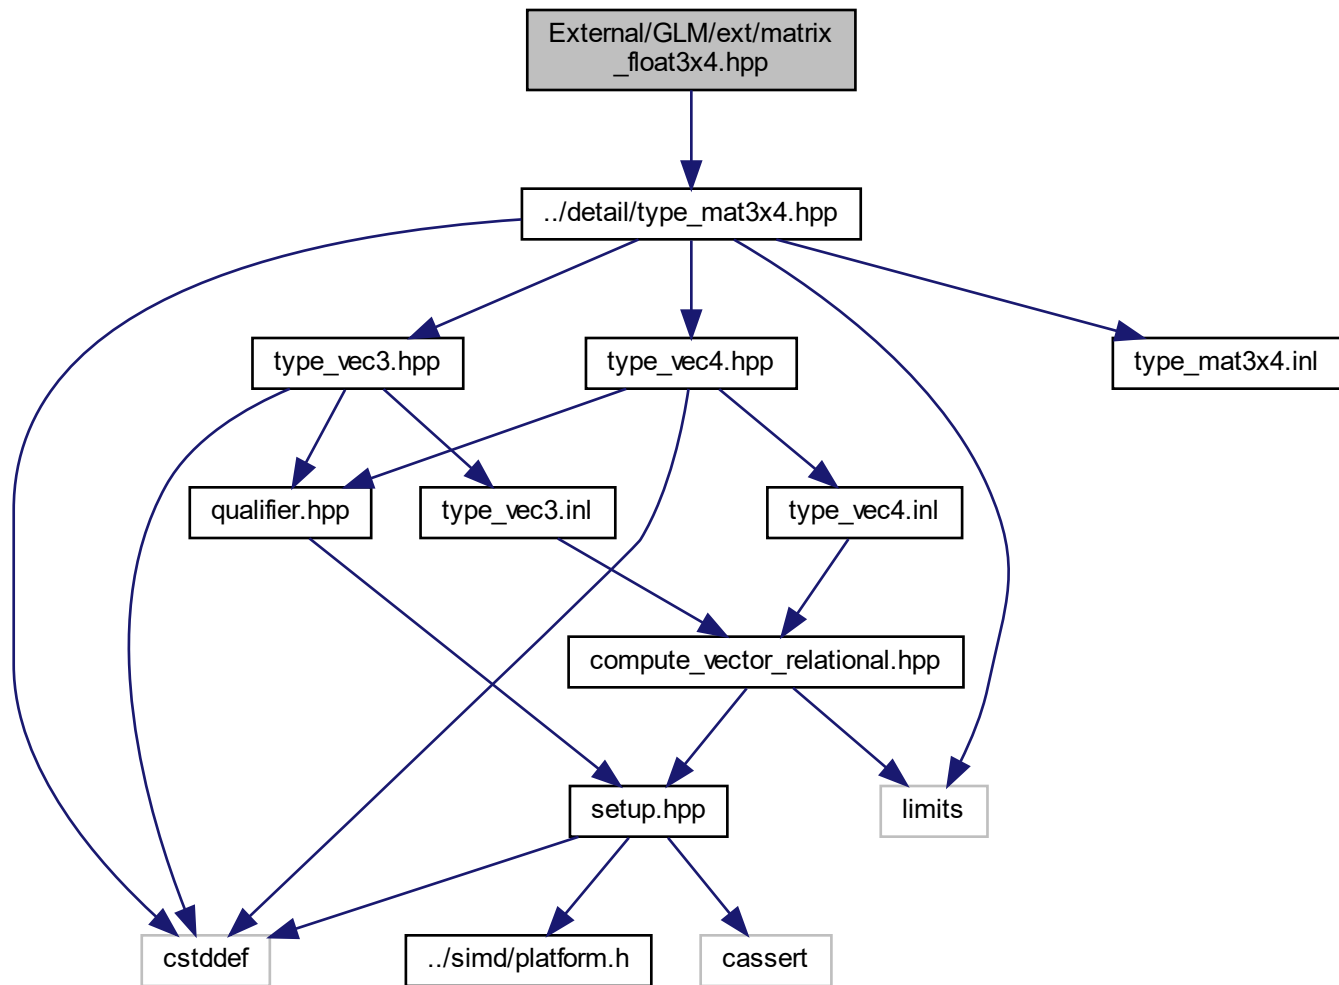 External/GLM/ext/matrix
_float3x4.hpp
../detail/type_mat3x4.hpp
type_vec3.hpp
type_vec4.hpp
type_mat3x4.inl
qualifier.hpp
type_vec3.inl
type_vec4.inl
compute_vector_relational.hpp
setup.hpp
limits
cstddef
../simd/platform.h
cassert